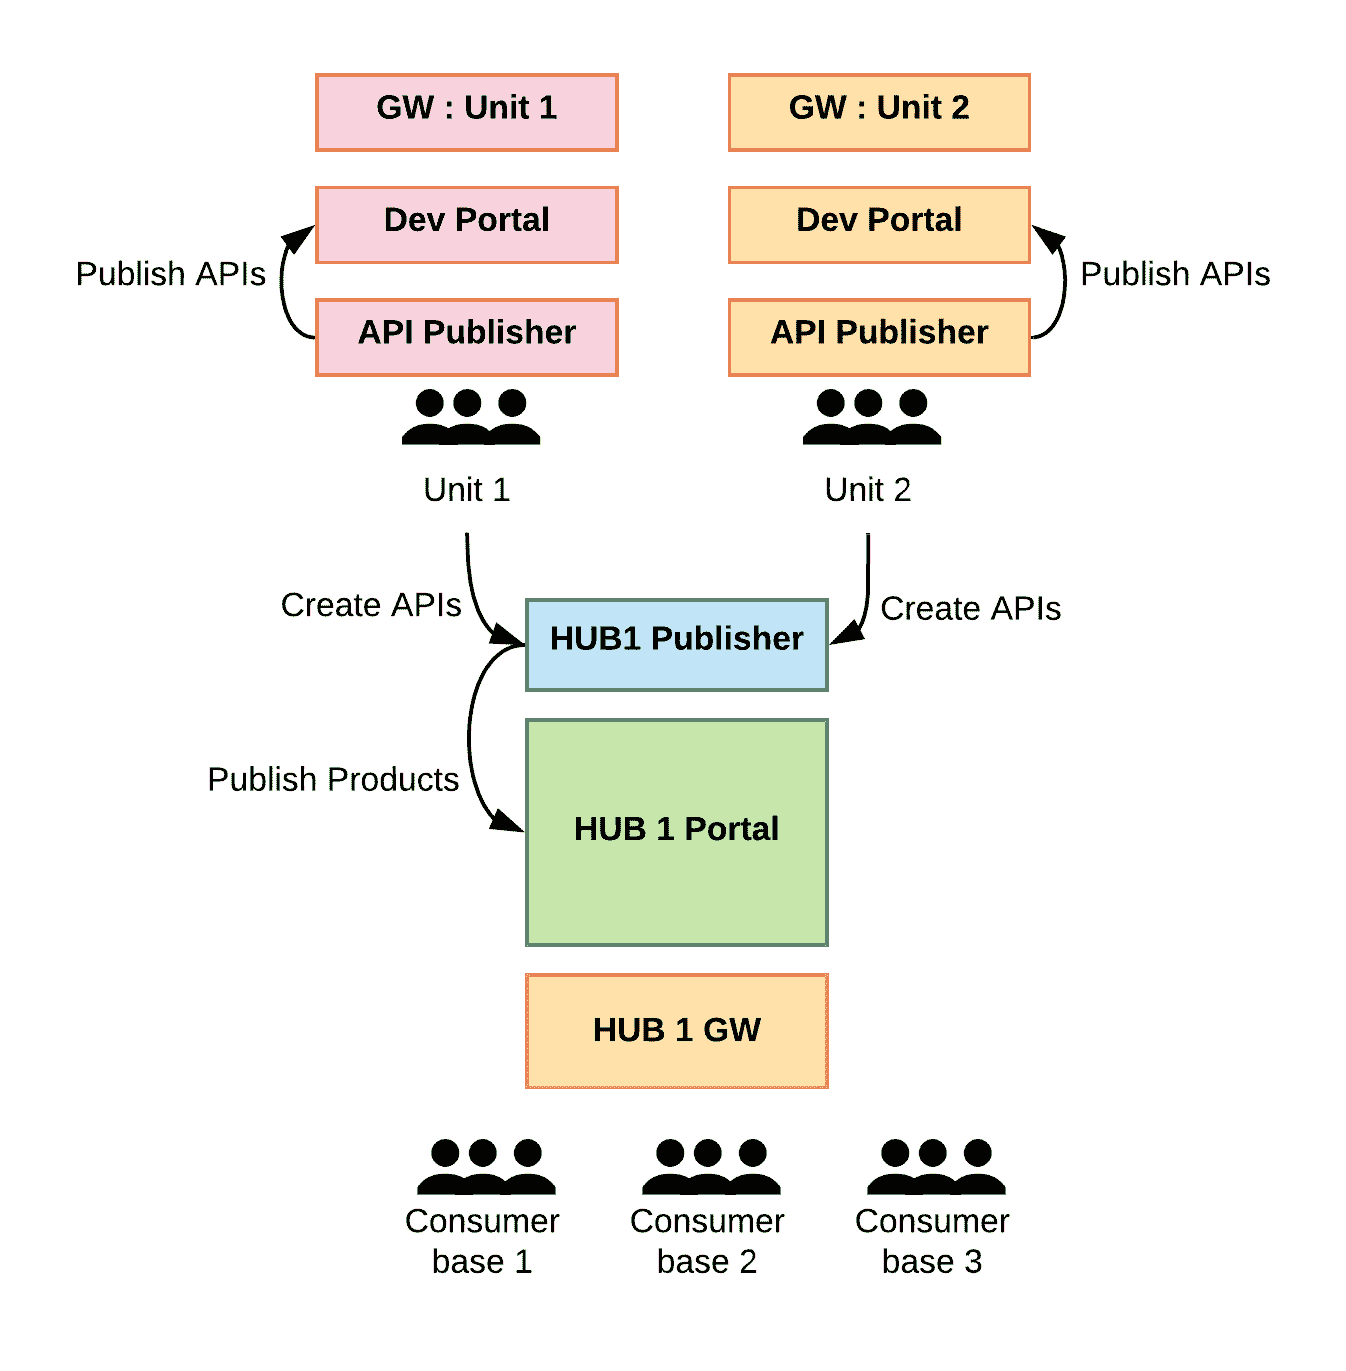 GW : Unit 1
GW : Unit 2
Dev Portal
Dev Portal
Publish APIs
Publish APIs
API Publisher
API Publisher
Unit 1
Unit 2
Create APIs
Create APIs
HUB1 Publisher
Publish Products
HUB 1 Portal
HUB 1 GW
Consumer
base 1
Consumer
base 2
Consumer
base 3